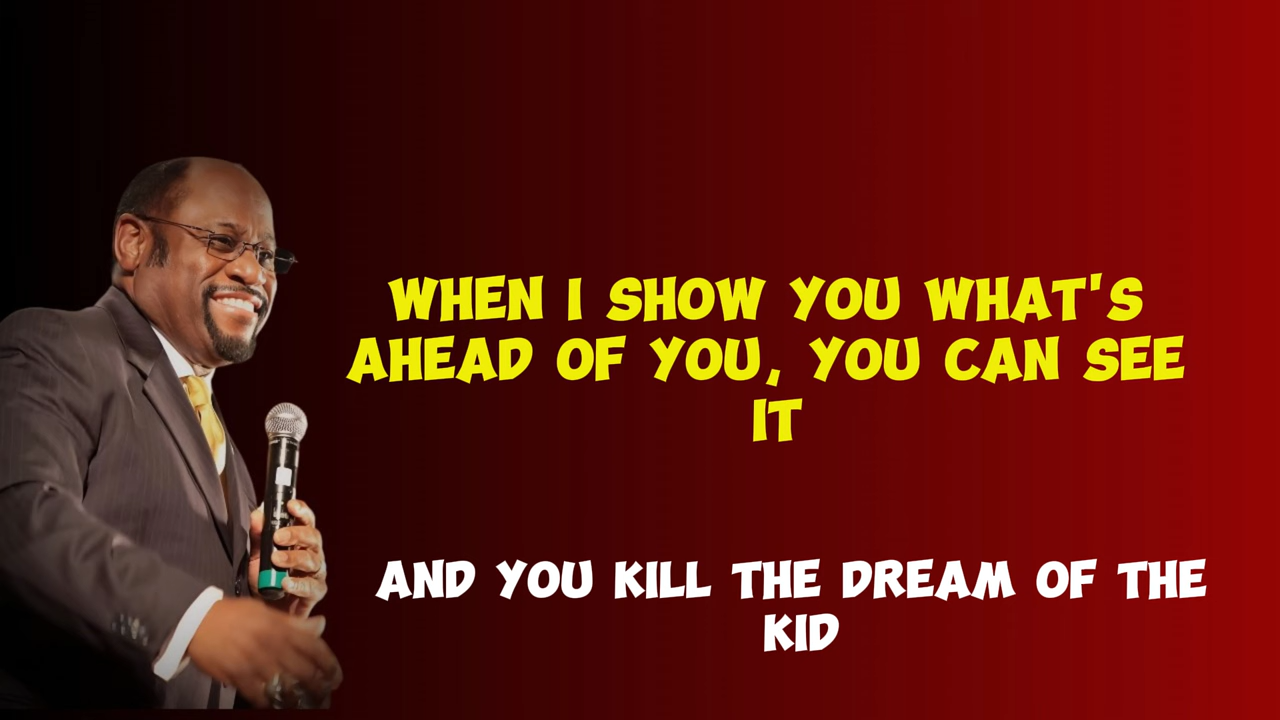 WHEN I SHOW YOU WHAT'S
AHEAD OF YOU, YOU CAN SEE
IT
AND YOU KILL THE DREAM OF THE
KID